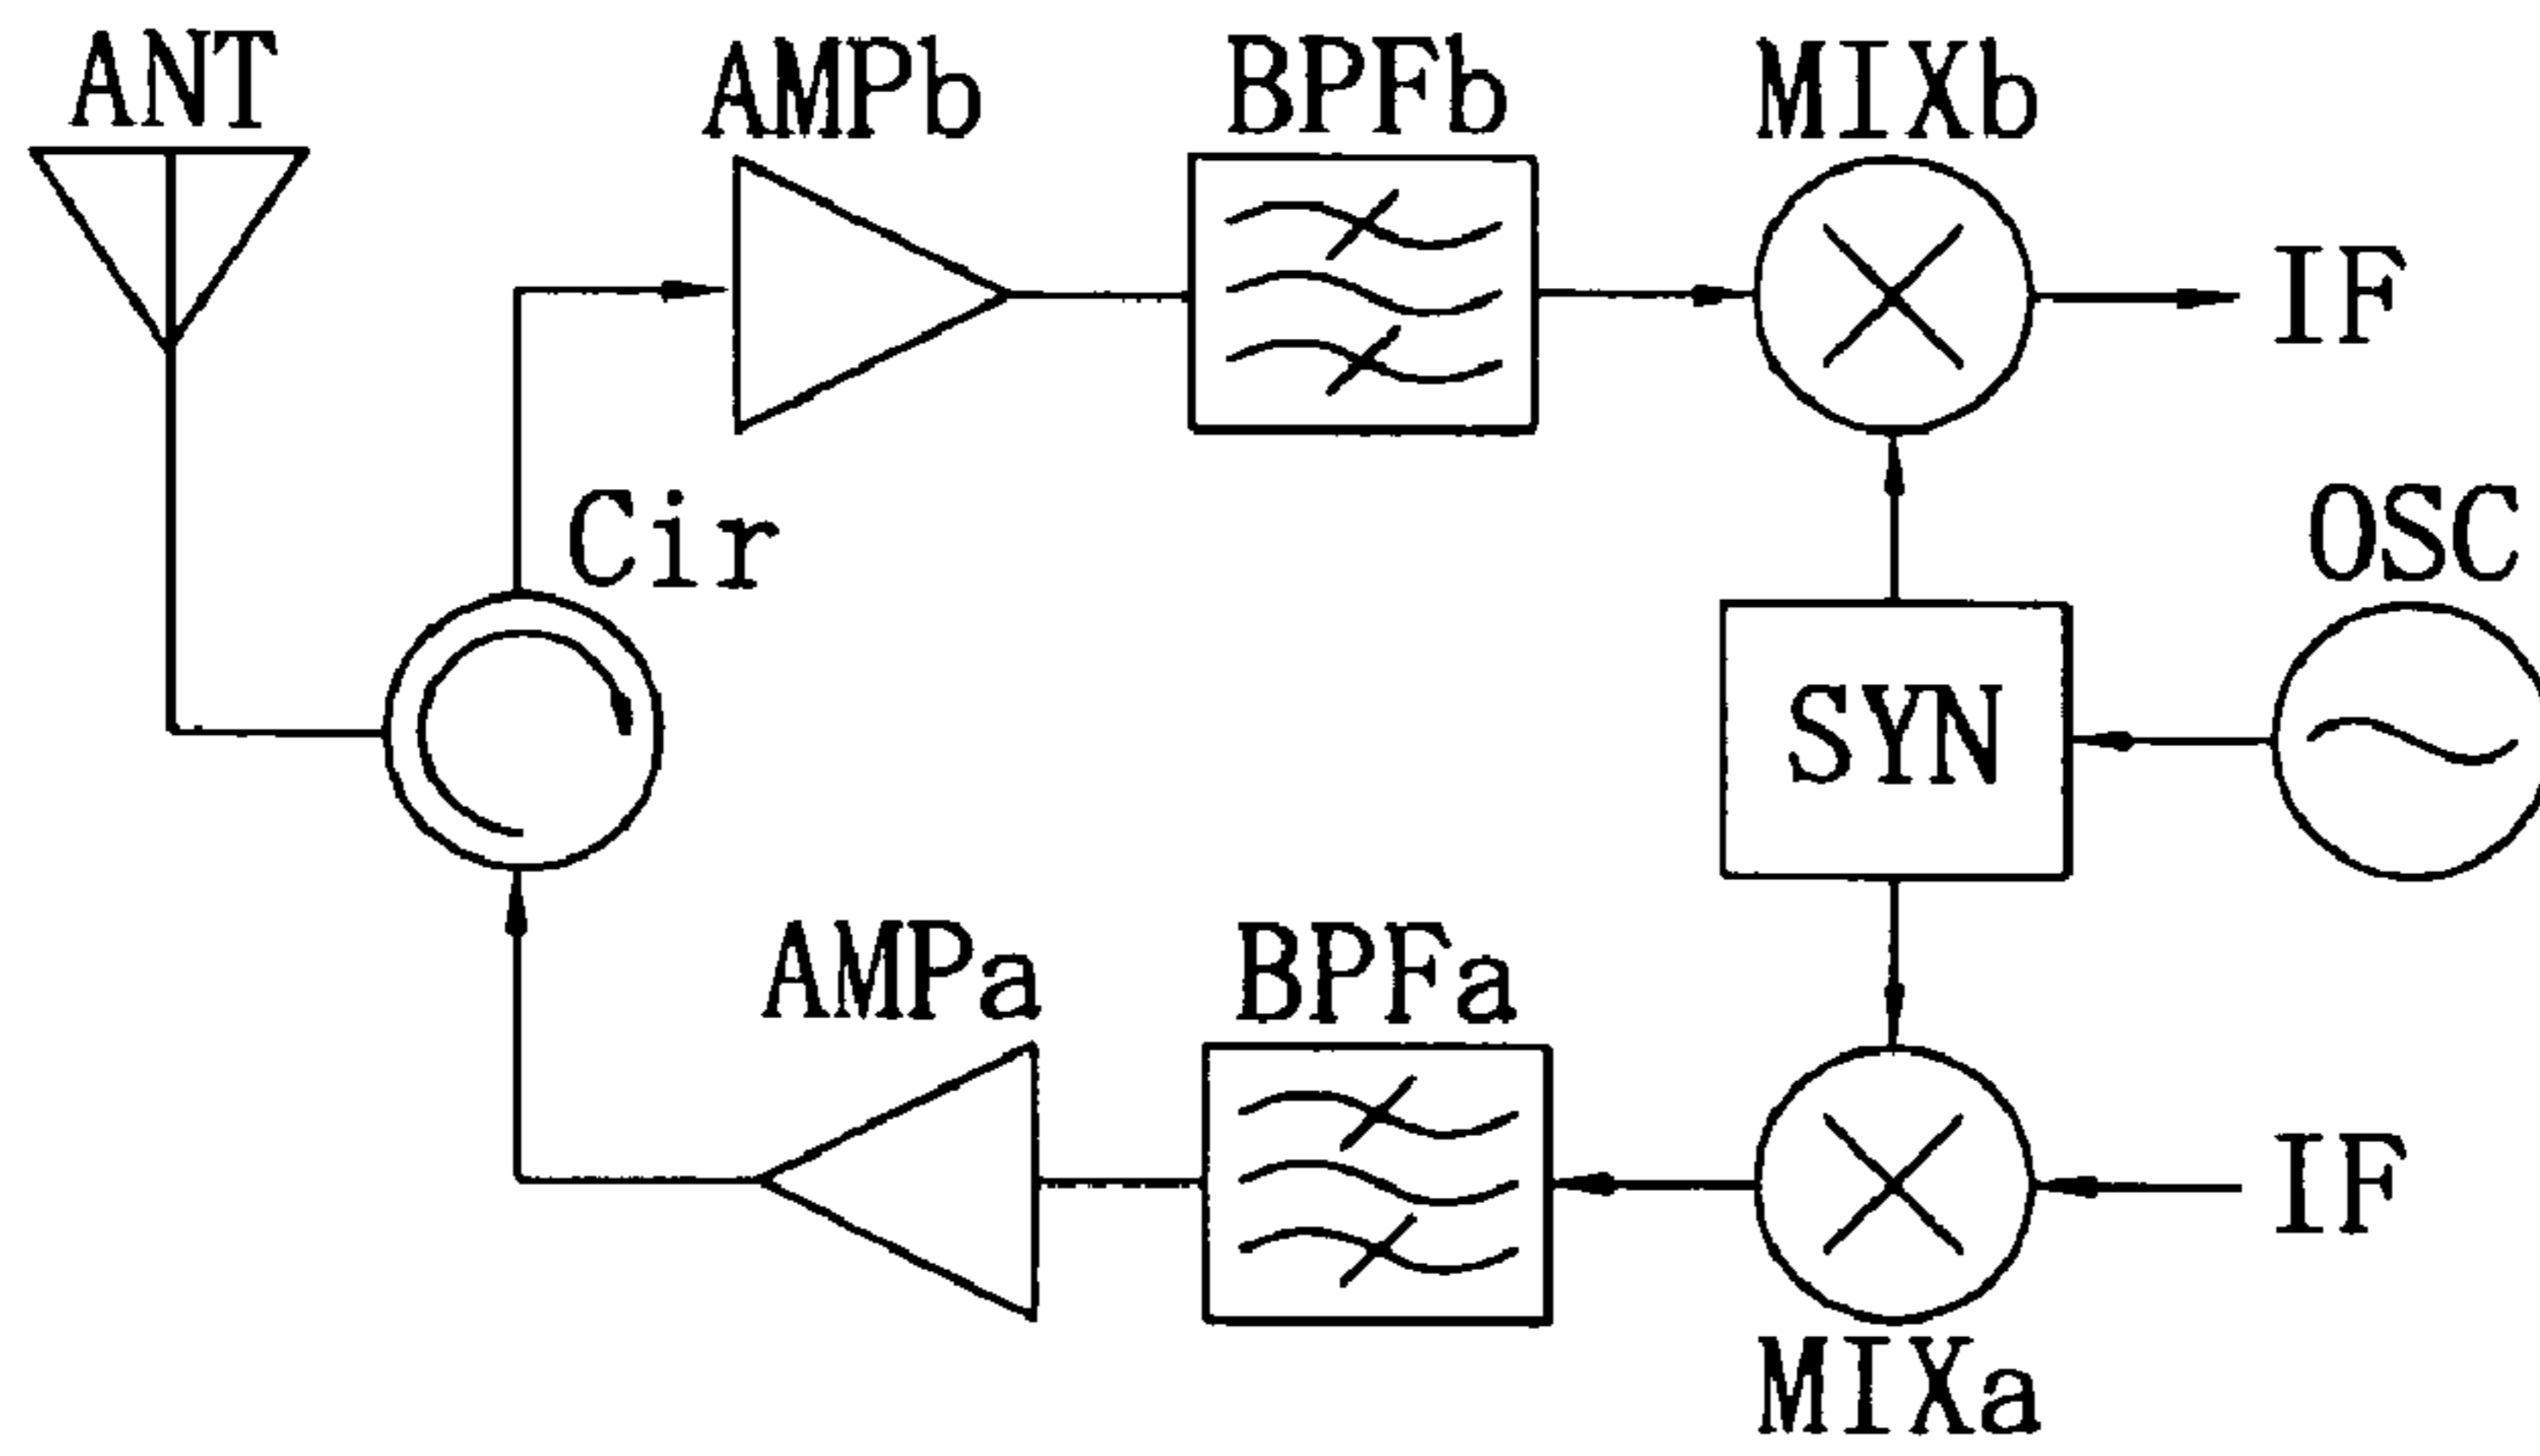 ANT
AMPb
BPFb
MIXb
IF
Cir
OSC
SYN
AMPa
BPFa
IF
MIXa